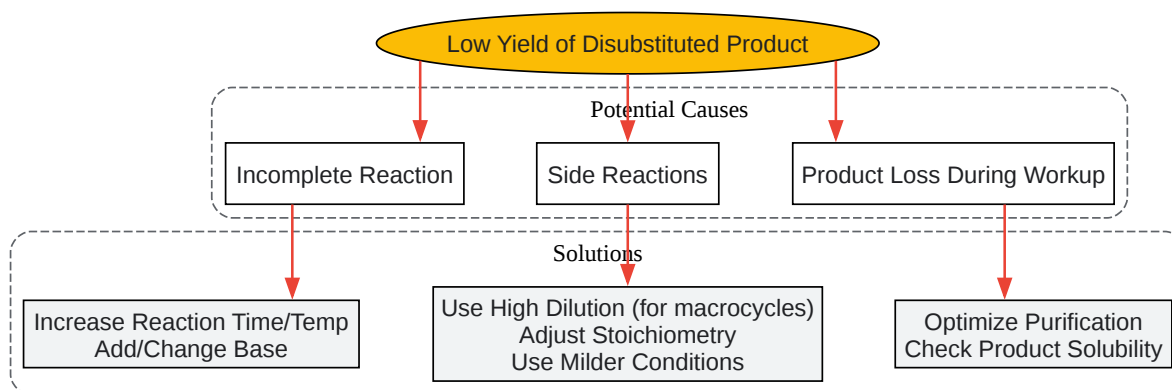 Low Yield of Disubstituted Product
Potential Causes
Incomplete Reaction
Side Reactions
Product Loss During Workup
Solutions
Increase Reaction Time/Temp
Add/Change Base
Use High Dilution (for macrocycles)
Adjust Stoichiometry
Use Milder Conditions
Optimize Purification
Check Product Solubility